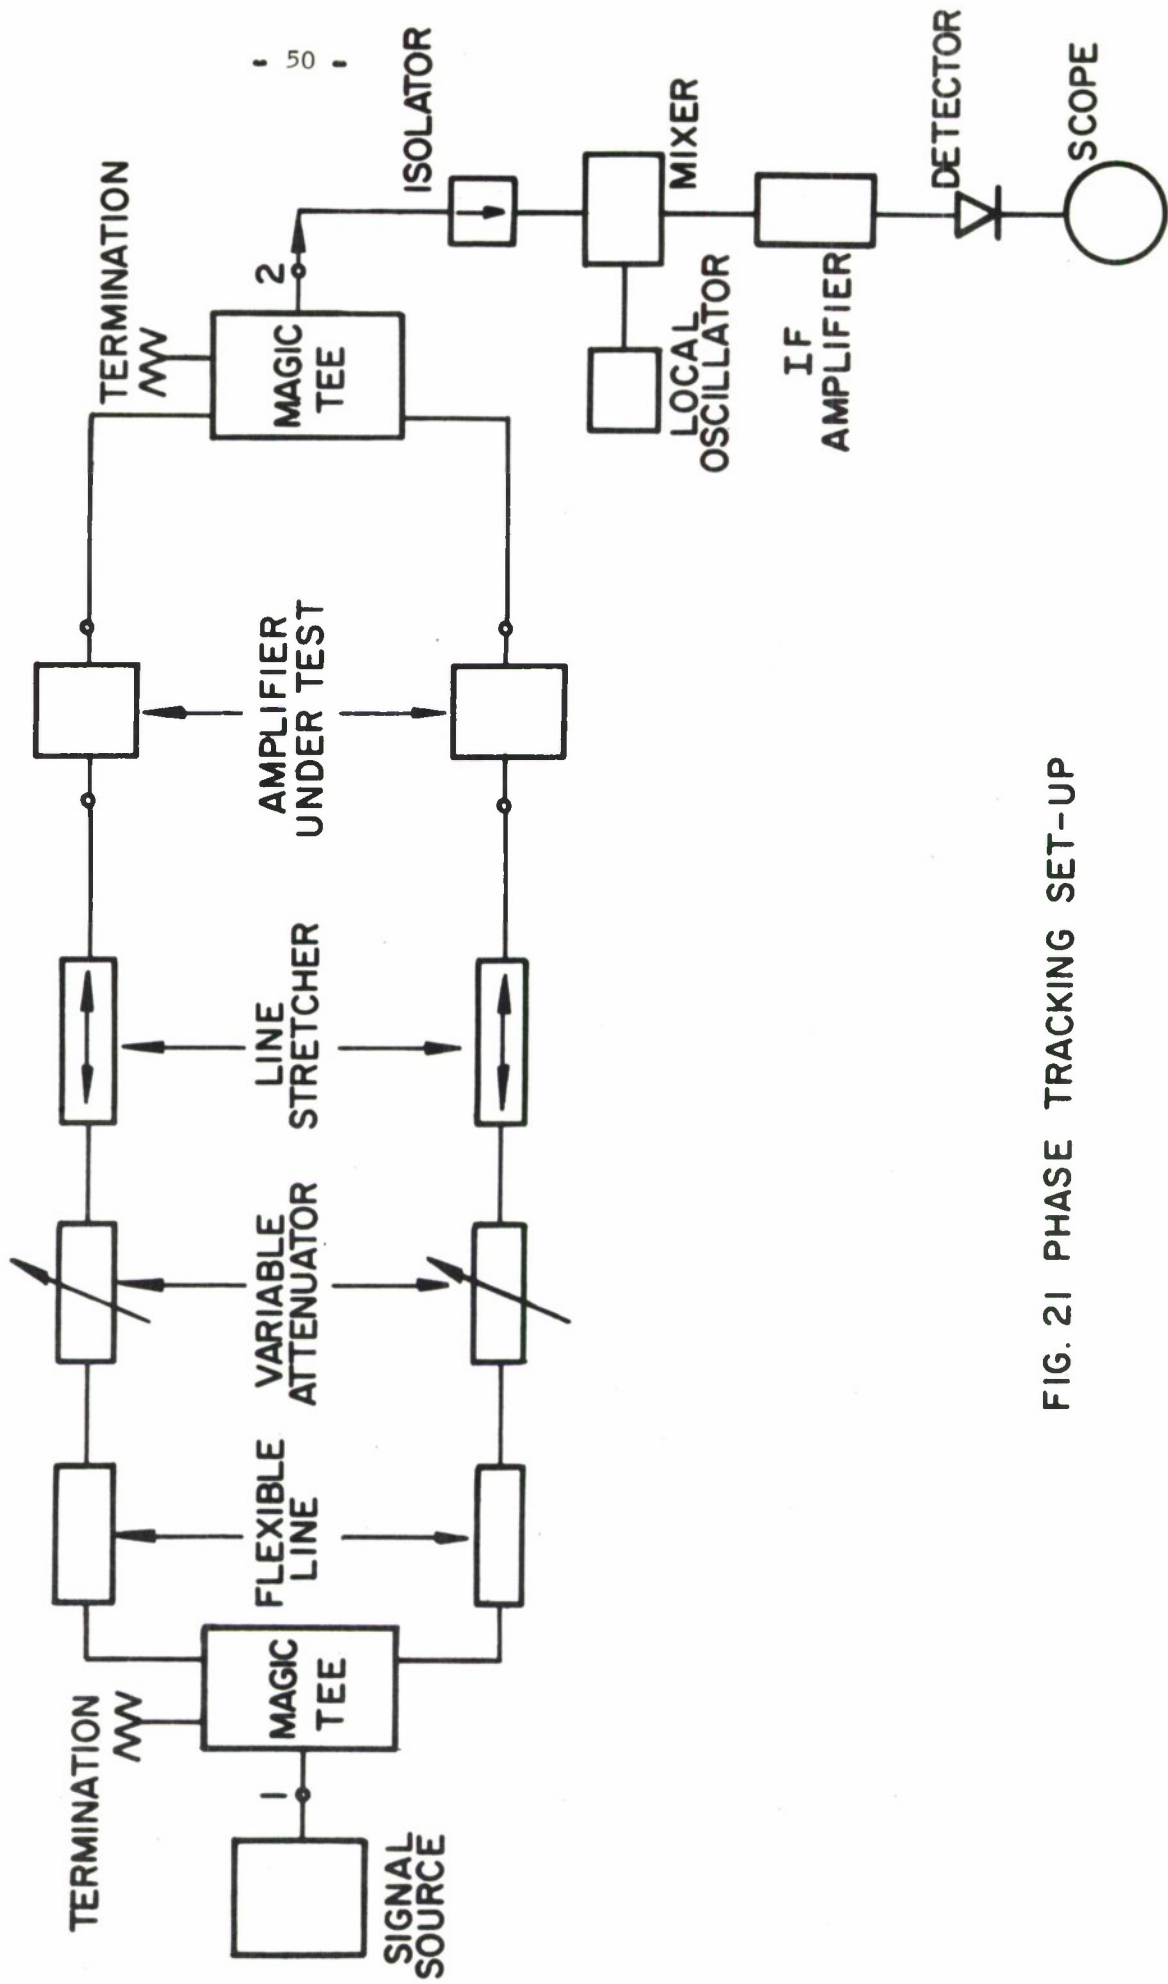 - 50 -
TERMINATION
SIGNAL
SOURCE
1
MAGIC
TEE
FLEXIBLE
LINE
VARIABLE
ATTENUATOR
LINE
STRETCHER
AMPLIFIER
UNDER TEST
TERMINATION
MAGIC
TEE
2
ISOLATOR
MIXER
LOCAL
OSCILLATOR
IF
AMPLIFIER
DETECTOR
SCOPE
FIG. 21 PHASE TRACKING SET-UP